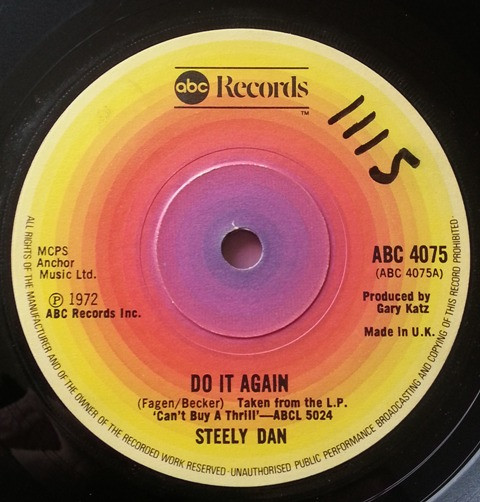 abc Records
TM
1115
MCPS
Anchor
Music Ltd.
Ⓟ 1972
ABC Records Inc.
ABC 4075
(ABC 4075A)
Produced by
Gary Katz
Made in U.K.
DO IT AGAIN
(Fagen/Becker) Taken from the L.P.
'Can't Buy A Thrill'—ABCL 5024
STEELY DAN
ALL RIGHTS OF THE MANUFACTURER AND OF THE OWNER OF THE RECORDED WORK RESERVED · UNAUTHORISED PUBLIC PERFORMANCE BROADCASTING AND COPYING OF THIS RECORD PROHIBITED ·